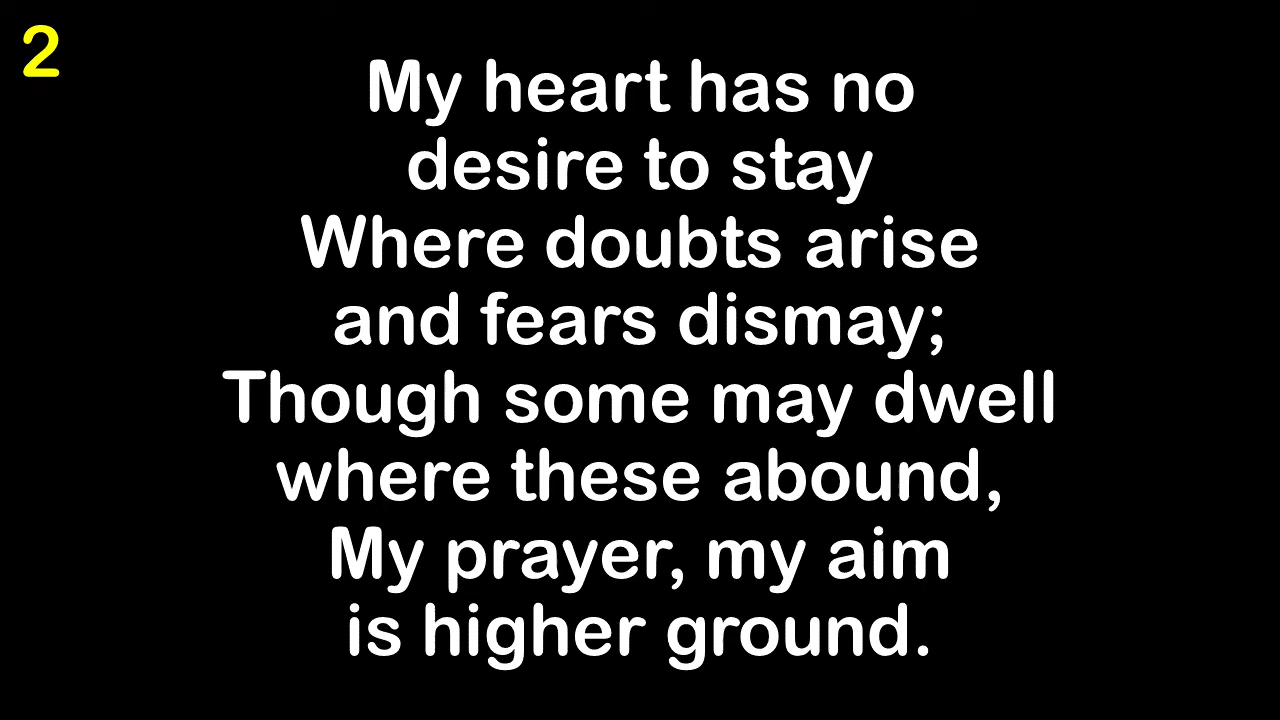 2
My heart has no
desire to stay
Where doubts arise
and fears dismay;
Though some may dwell
where these abound,
My prayer, my aim
is higher ground.